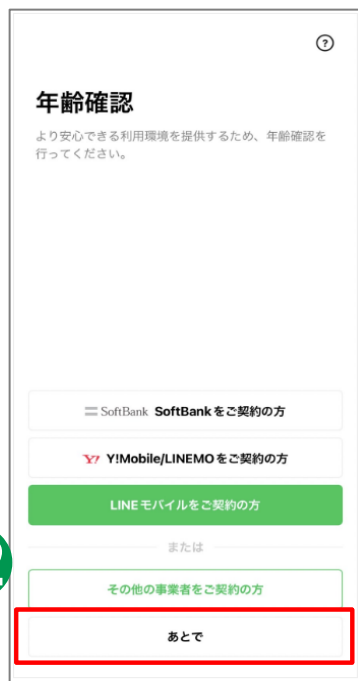 ?
年齢確認
より安心できる利用環境を提供するため、年齢確認を
行ってください。
SoftBank SoftBankをご契約の方
Y! Y!Mobile/LINEMOをご契約の方
LINEモバイルをご契約の方
または
その他の事業者をご契約の方
あとで